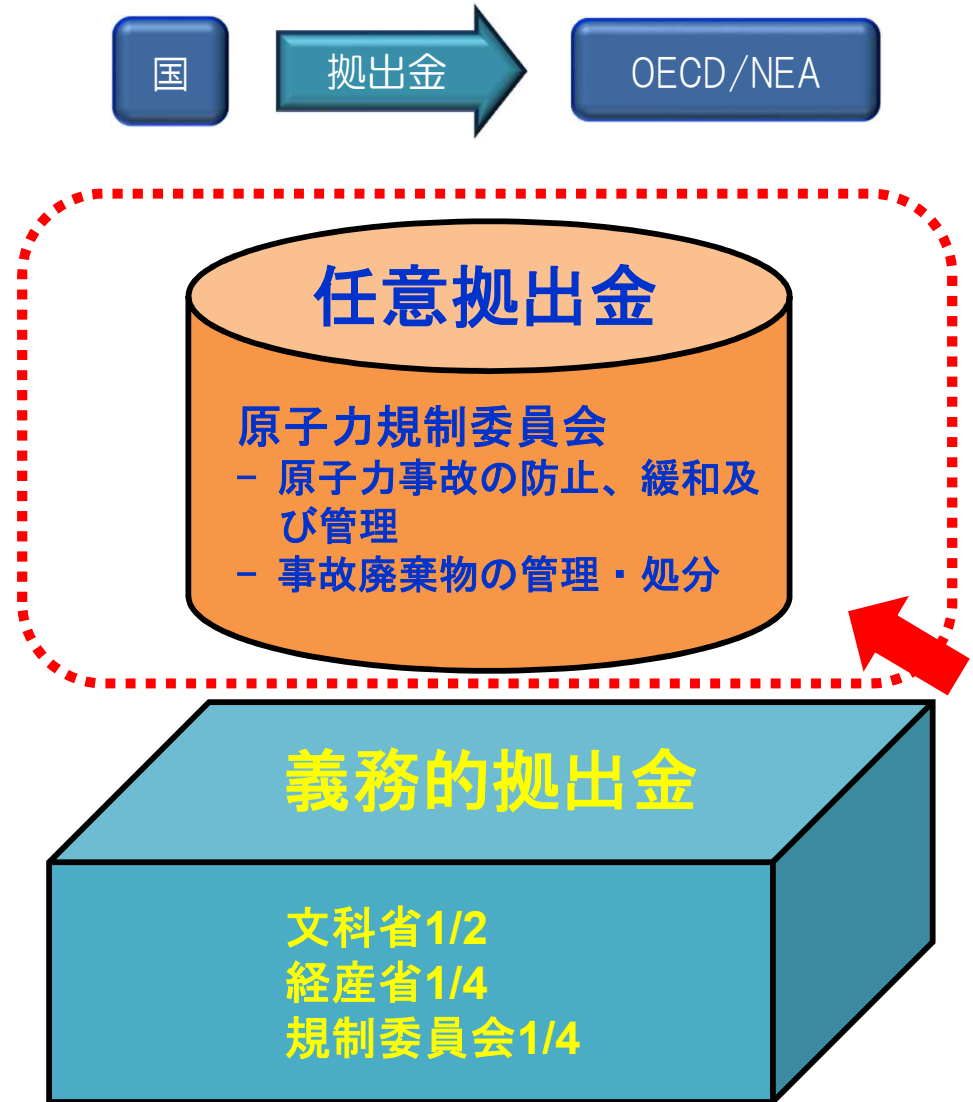 国 拠出金 OECD/NEA
任意拠出金
原子力規制委員会
- 原子力事故の防止、緩和及
び管理
- 事故廃棄物の管理・処分
義務的拠出金
文科省1/2
経産省1/4
規制委員会1/4